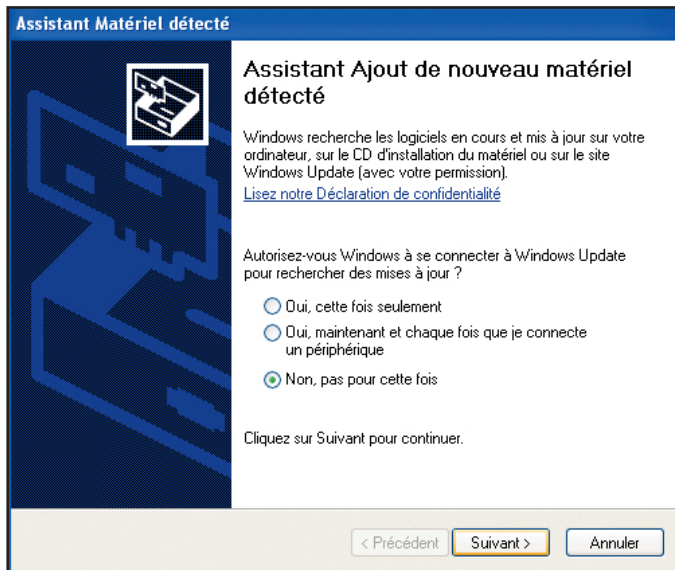 Assistant Matériel détecté
Assistant Ajout de nouveau matériel
détecté
Windows recherche les logiciels en cours et mis à jour sur votre
ordinateur, sur le CD d'installation du matériel ou sur le site
Windows Update (avec votre permission).
Lisez notre Déclaration de confidentialité
Autorisez-vous Windows à se connecter à Windows Update
pour rechercher des mises à jour ?
Oui, cette fois seulement
Oui, maintenant et chaque fois que je connecte
un périphérique
Non, pas pour cette fois
Cliquez sur Suivant pour continuer.
< Précédent
Suivant >
Annuler